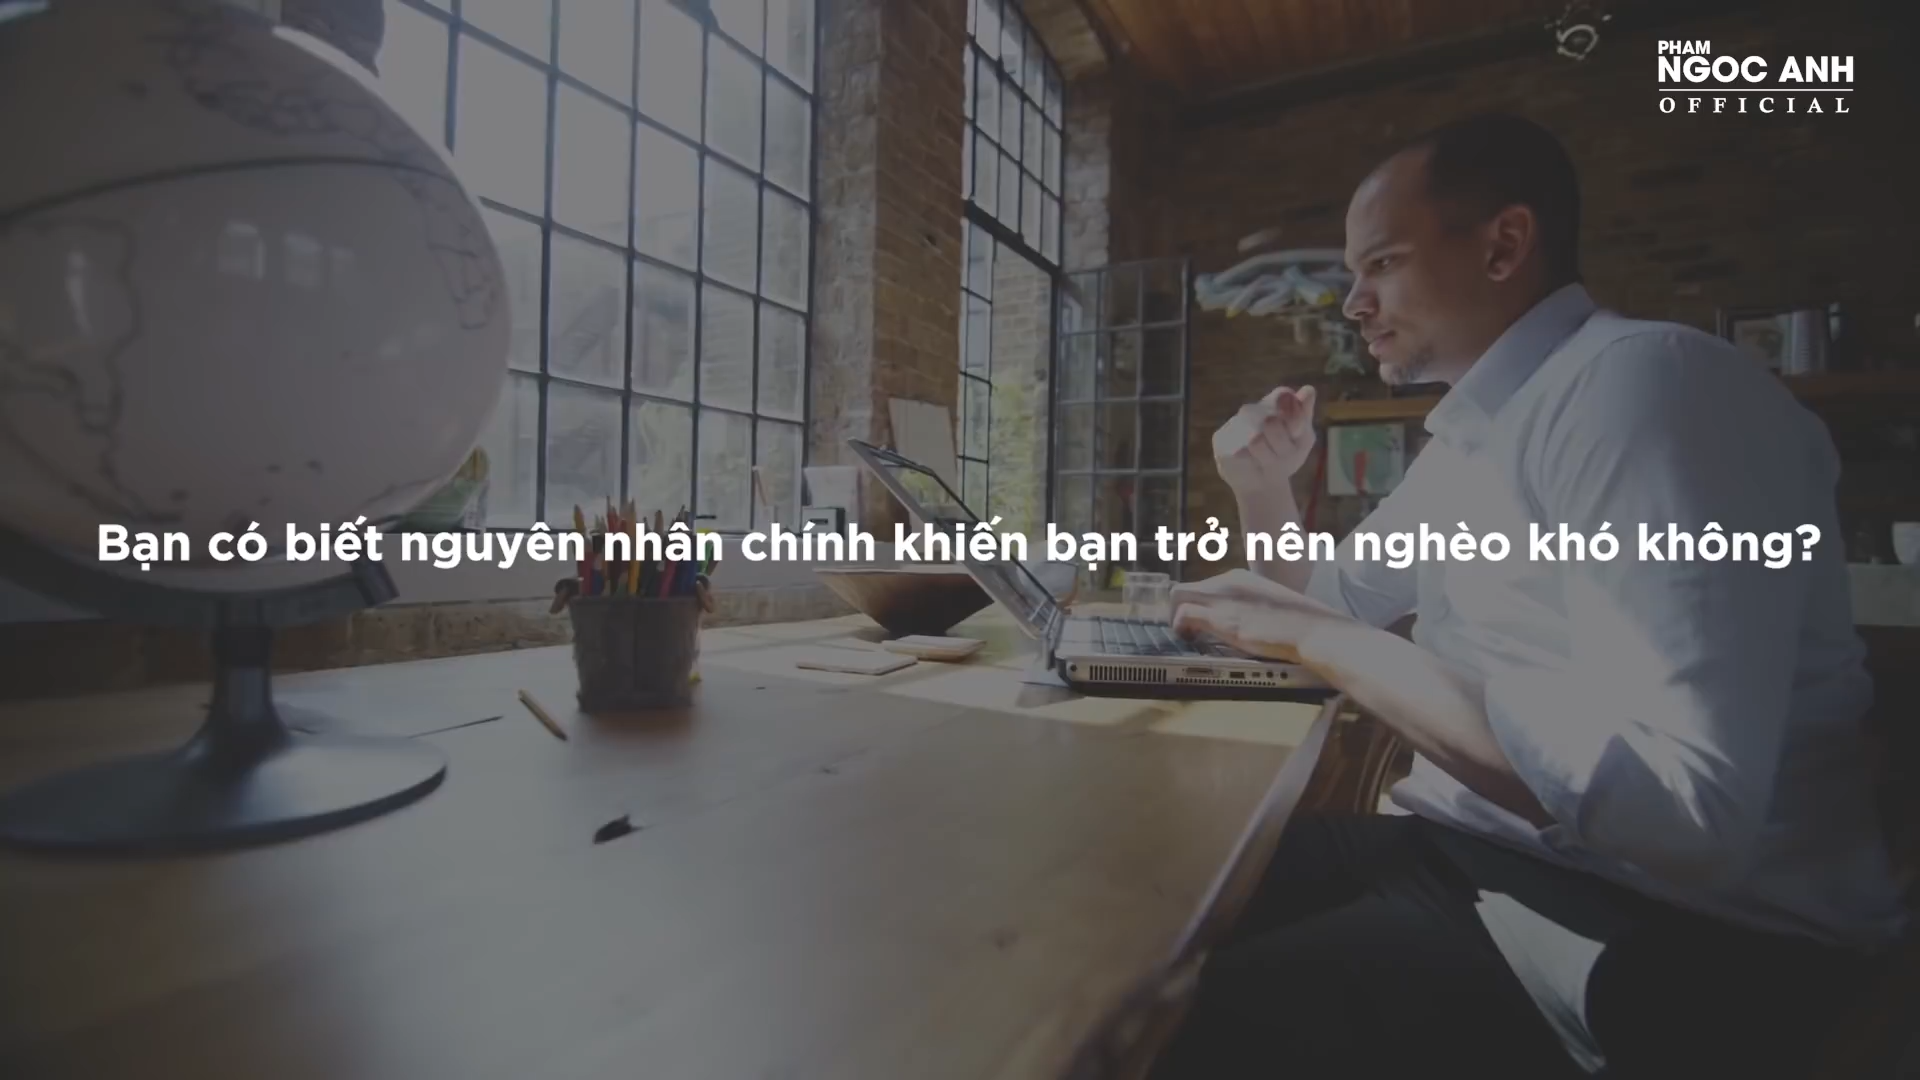 PHAM
NGOC ANH
OFFICIAL
Bạn có biết nguyên nhân chính khiến bạn trở nên nghèo khó không?